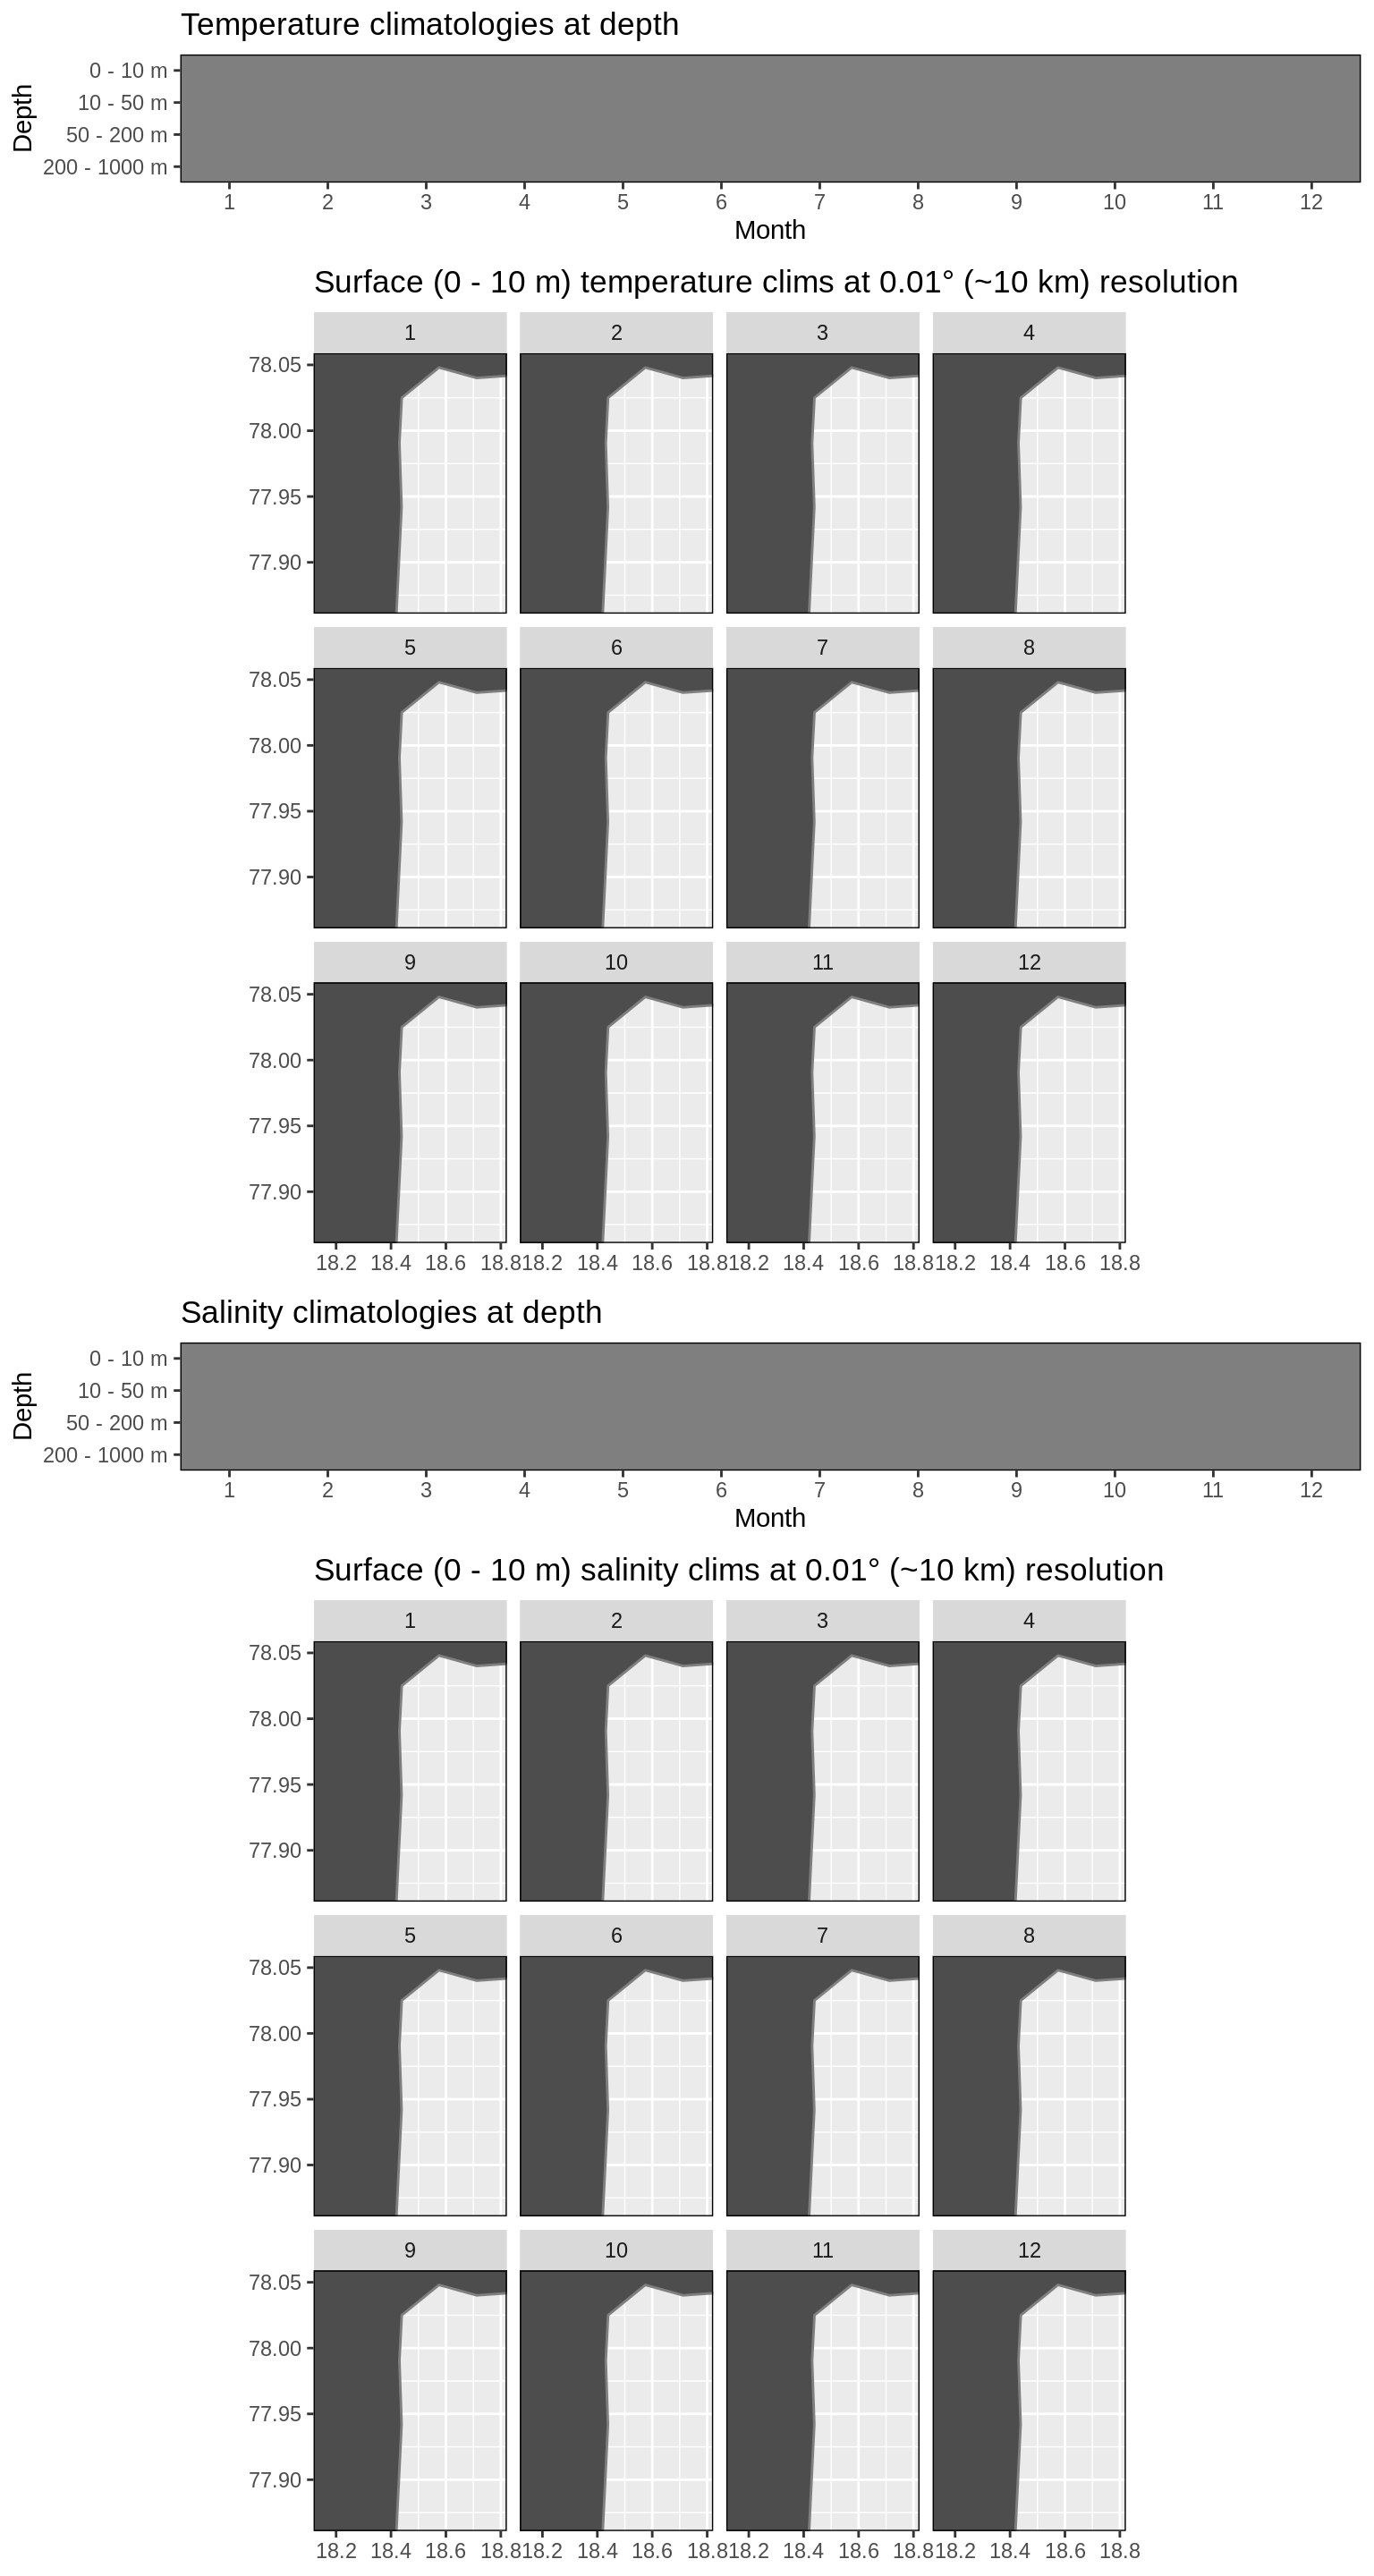 Temperature climatologies at depth
Depth
0 - 10 m
10 - 50 m
50 - 200 m
200 - 1000 m
1 2 3 4 5 6 7 8 9 10 11 12
Month
Surface (0 - 10 m) temperature clims at 0.01° (~10 km) resolution
1 2 3 4
78.05
78.00
77.95
77.90
5 6 7 8
78.05
78.00
77.95
77.90
9 10 11 12
78.05
78.00
77.95
77.90
18.2 18.4 18.6 18.8 18.2 18.4 18.6 18.8 18.2 18.4 18.6 18.8 18.2 18.4 18.6 18.8
Salinity climatologies at depth
Depth
0 - 10 m
10 - 50 m
50 - 200 m
200 - 1000 m
1 2 3 4 5 6 7 8 9 10 11 12
Month
Surface (0 - 10 m) salinity clims at 0.01° (~10 km) resolution
1 2 3 4
78.05
78.00
77.95
77.90
5 6 7 8
78.05
78.00
77.95
77.90
9 10 11 12
78.05
78.00
77.95
77.90
18.2 18.4 18.6 18.8 18.2 18.4 18.6 18.8 18.2 18.4 18.6 18.8 18.2 18.4 18.6 18.8